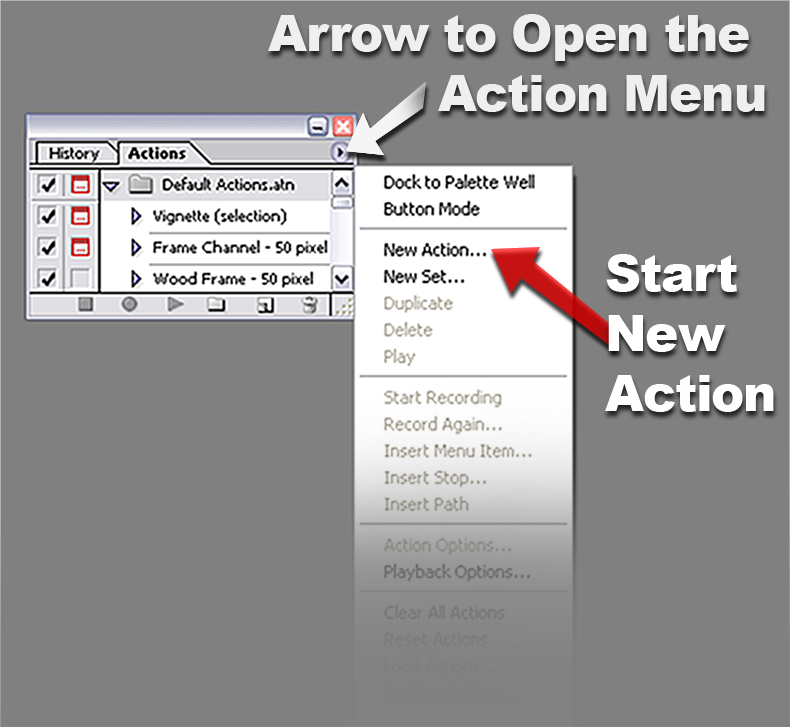 Arrow to Open the
Action Menu
History
Actions
Default Actions.atn
Vignette (selection)
Frame Channel - 50 pixel
Wood Frame - 50 pixel
Dock to Palette Well
Button Mode
New Action...
New Set...
Duplicate
Delete
Play
Start Recording
Record Again...
Insert Menu Item...
Insert Stop...
Insert Path
Action Options...
Playback Options...
Clear All Actions
Reset Actions
Load Actions...
Start
New
Action